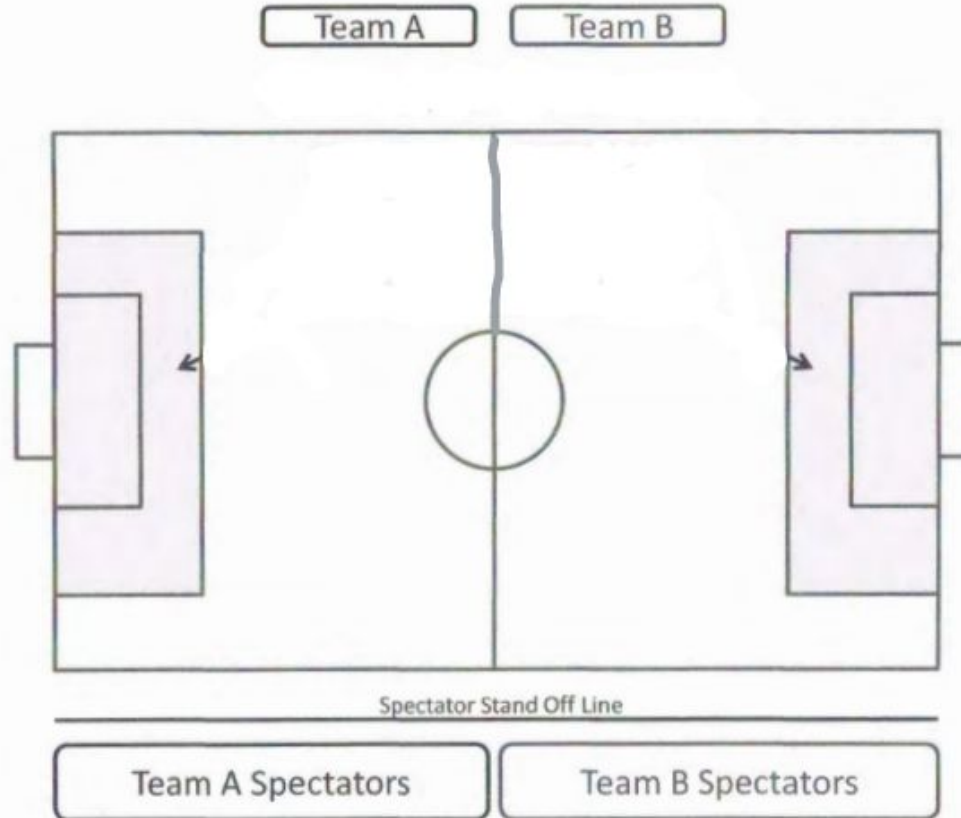 Team A
Team B
Spectator Stand Off Line
Team A Spectators
Team B Spectators